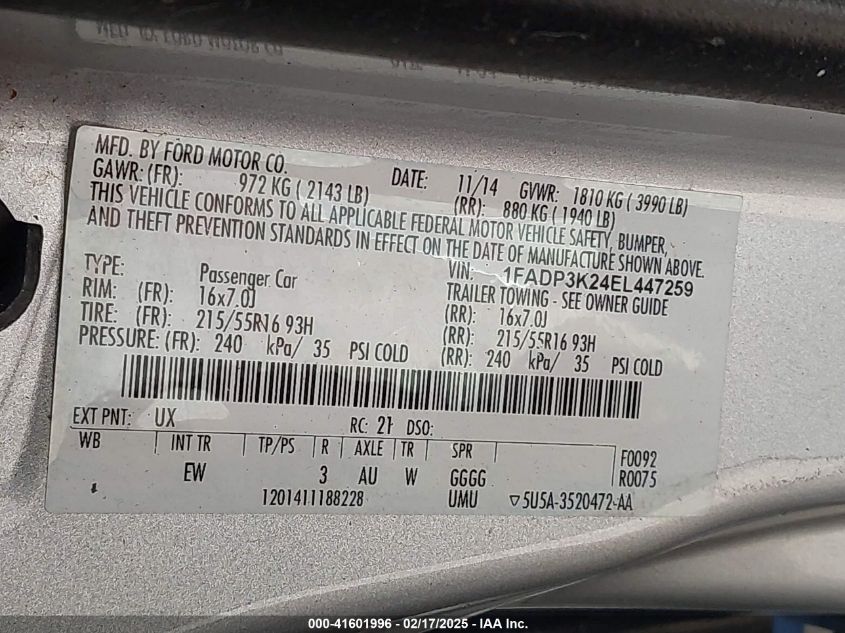 MFD. BY FORD MOTOR CO.
MFD. BY FORD MOTOR CO. DATE: 11/14 GVWR: 1810 KG ( 3990 LB)
GAWR: (FR): 972 KG ( 2143 LB) (RR): 880 KG ( 1940 LB)
THIS VEHICLE CONFORMS TO ALL APPLICABLE FEDERAL MOTOR VEHICLE SAFETY, BUMPER,
AND THEFT PREVENTION STANDARDS IN EFFECT ON THE DATE OF MANUFACTURE SHOWN ABOVE.
VIN: 1FADP3K24EL447259
TYPE: Passenger Car TRAILER TOWING - SEE OWNER GUIDE
RIM: (FR): 16x7.0J (RR): 16x7.0J
TIRE: (FR): 215/55R16 93H (RR): 215/55R16 93H
PRESSURE: (FR): 240 kPa/ 35 PSI COLD (RR): 240 kPa/ 35 PSI COLD
EXT PNT: UX RC: 21 DSO:
WB INT TR TP/PS R AXLE TR SPR F0092
EW 3 AU W GGGG R0075
1201411188228 UMU ▽5U5A-3520472-AA
000-41601996 - 02/17/2025 - IAA Inc.